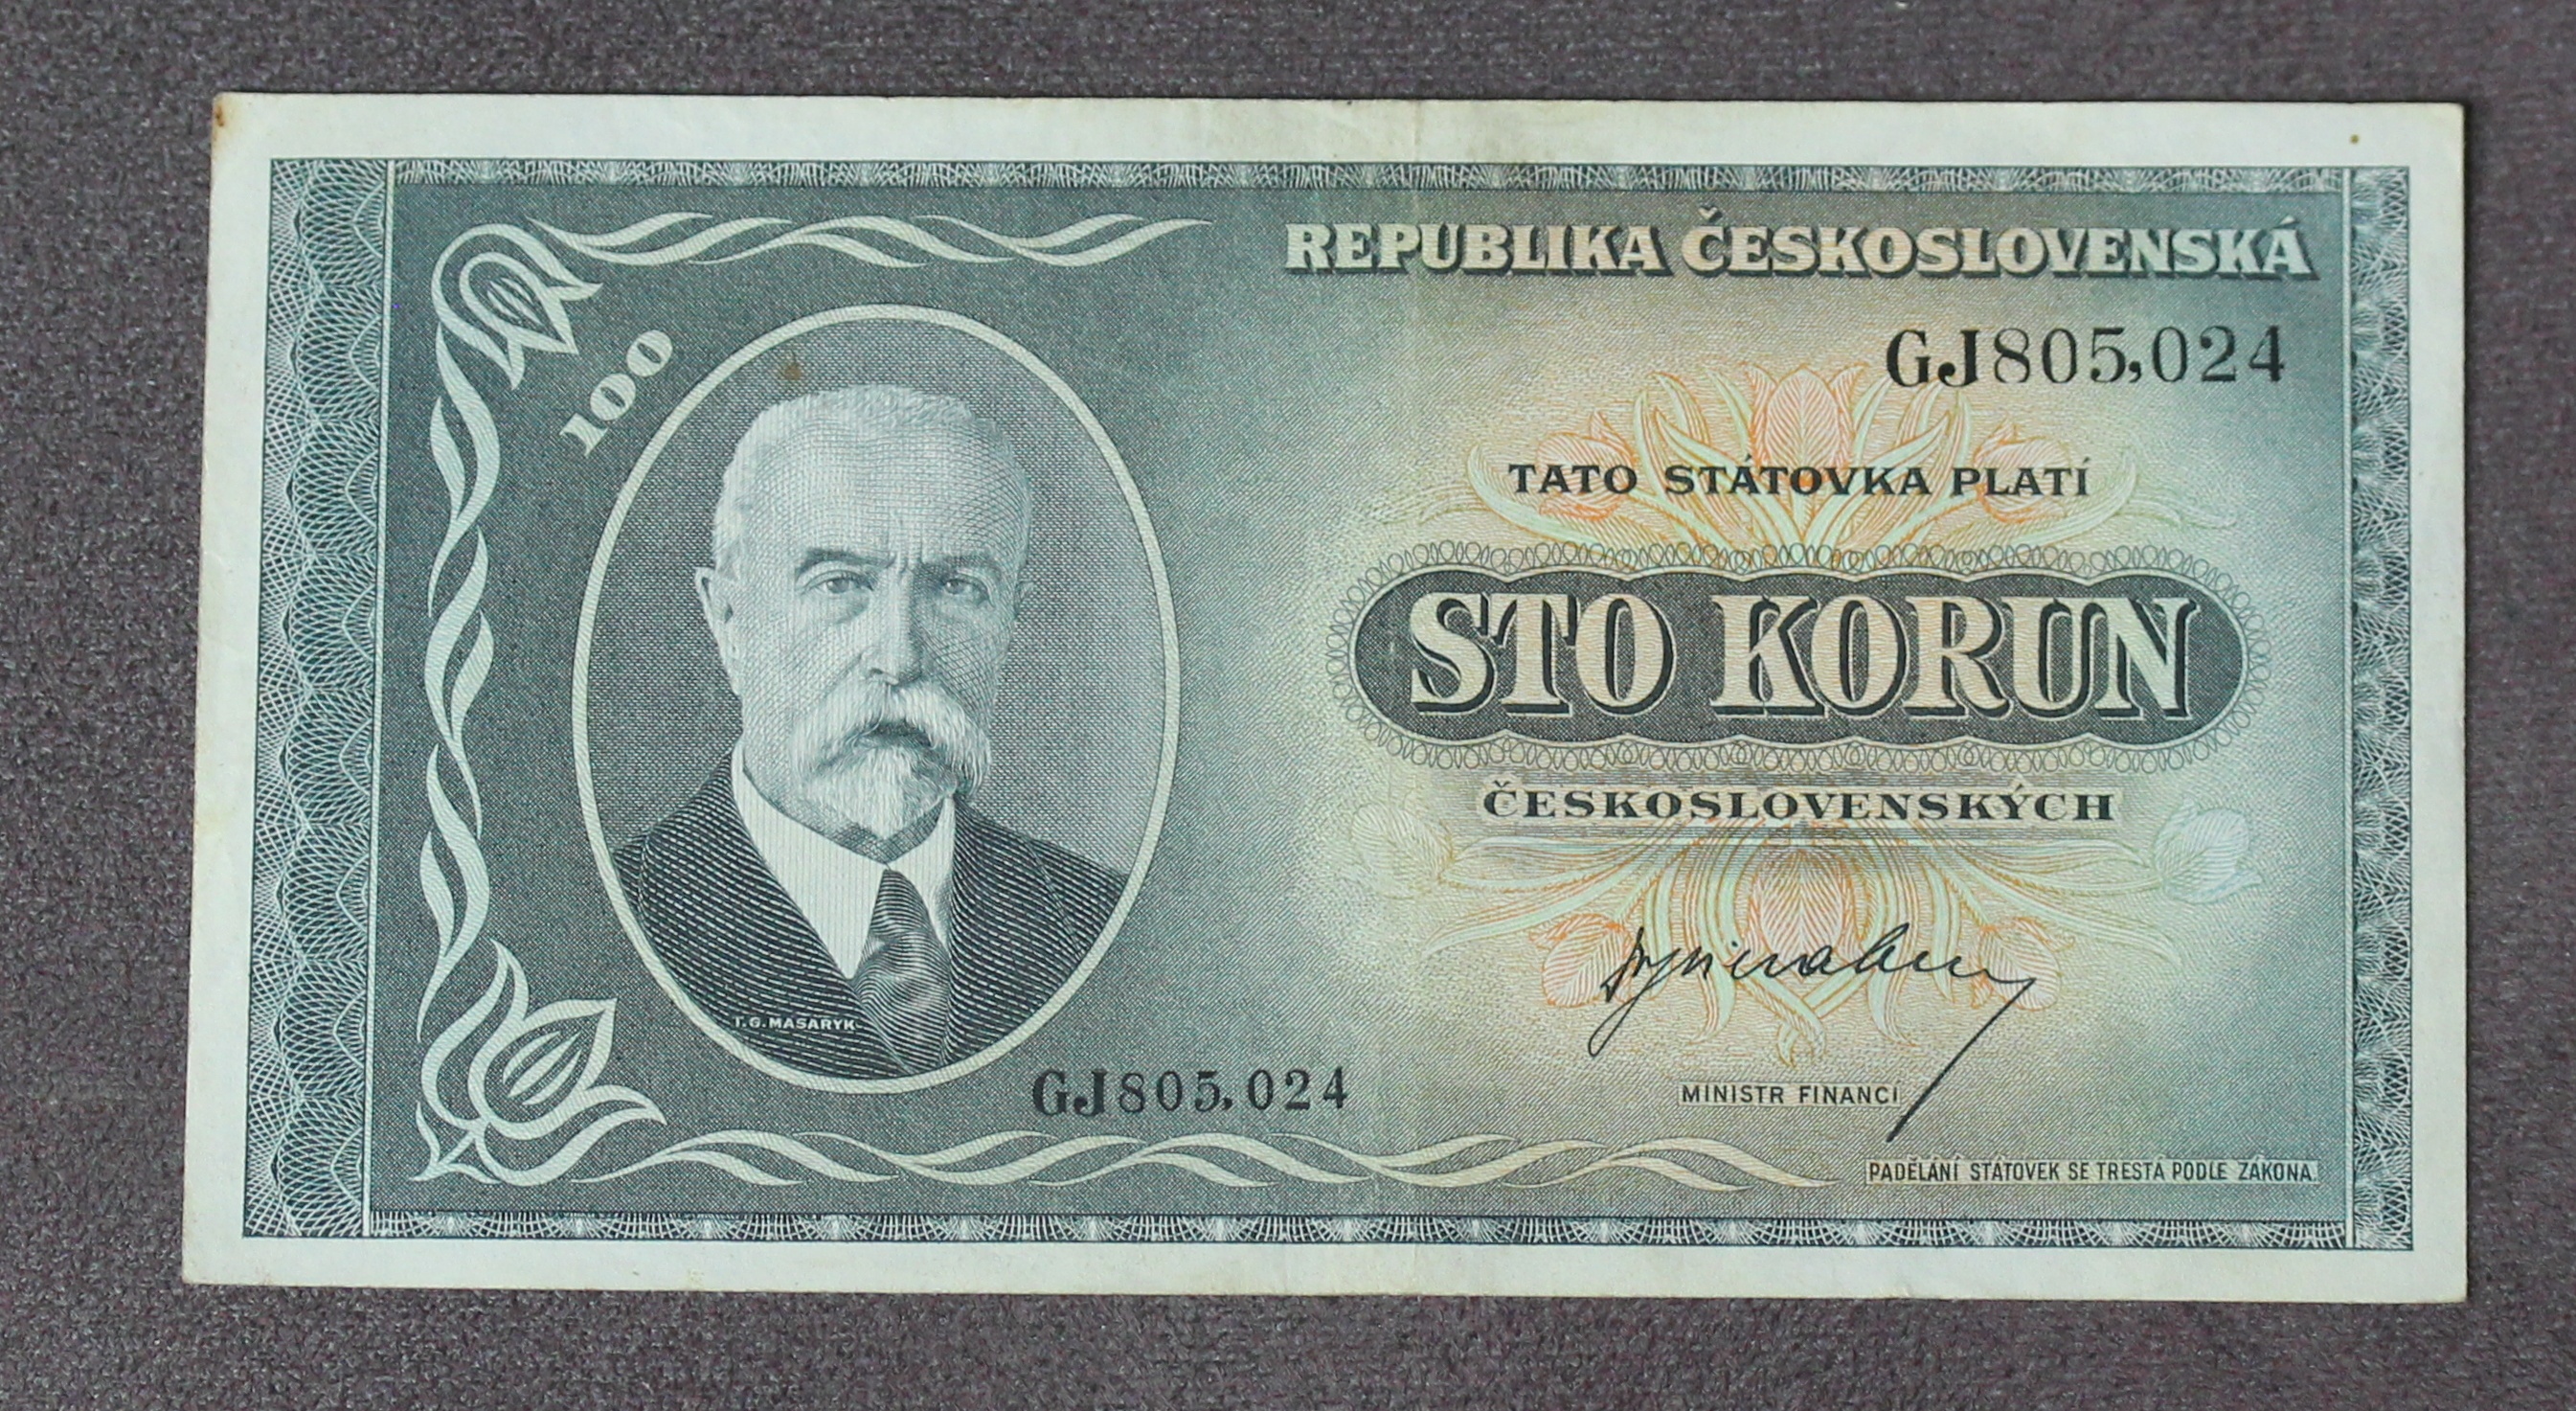 REPUBLIKA ČESKOSLOVENSKÁ
100
GJ805,024
TATO STÁTOVKA PLATÍ
STO KORUN
ČESKOSLOVENSKÝCH
T.G.MASARYK
GJ805,024
MINISTR FINANCÍ
PADĚLÁNÍ STÁTOVEK SE TRESTÁ PODLE ZÁKONA.